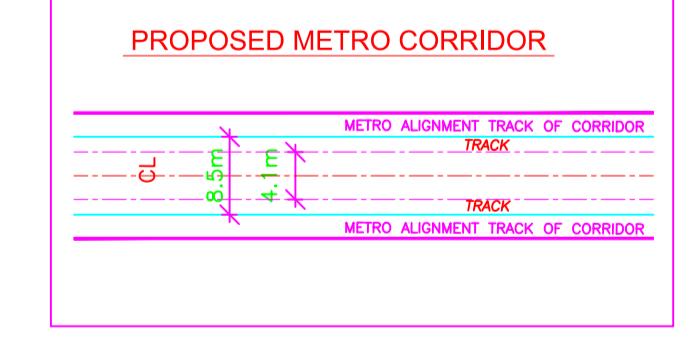 PROPOSED METRO CORRIDOR
METRO ALIGNMENT TRACK OF CORRIDOR
TRACK
CL
8.5m
4.1m
TRACK
METRO ALIGNMENT TRACK OF CORRIDOR